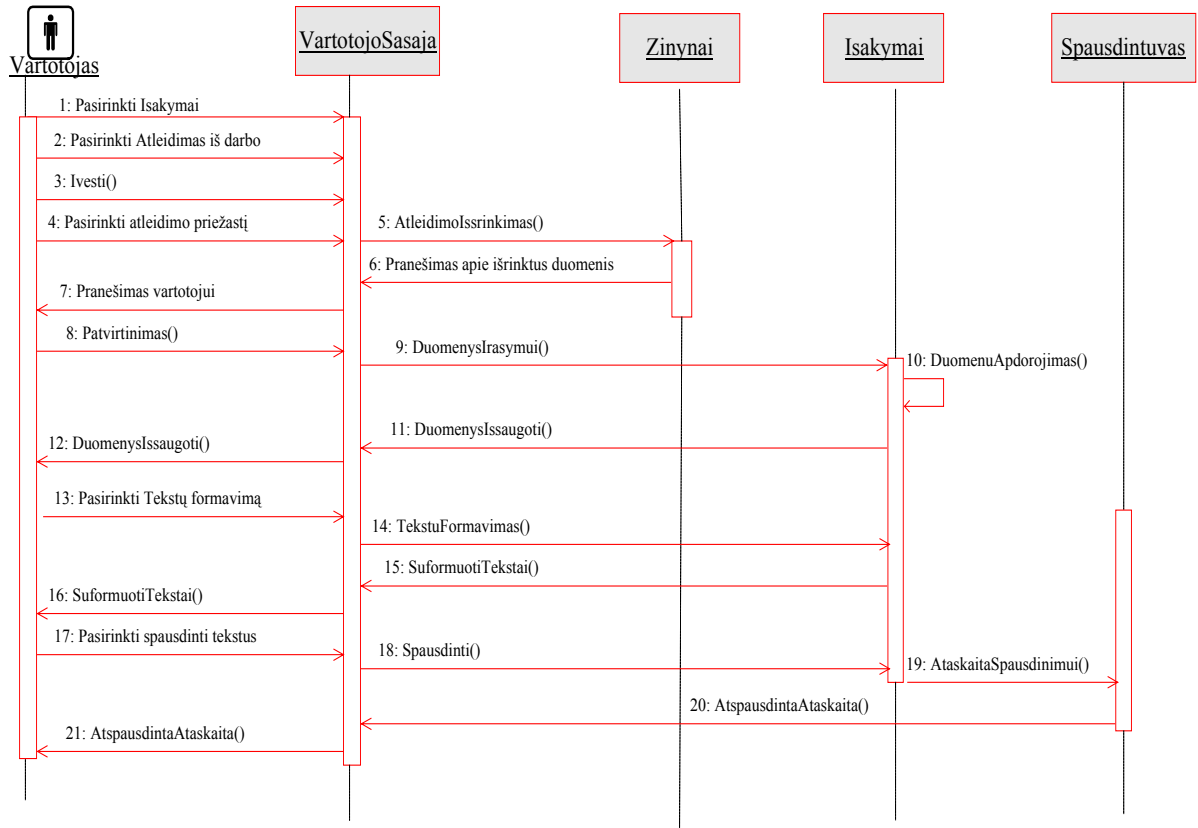 Vartotojas
VartotojoSasaja
Zinynai
Isakymai
Spausdintuvas
1: Pasirinkti Isakymai
2: Pasirinkti Atleidimas iš darbo
3: Ivesti()
4: Pasirinkti atleidimo priežastį
5: AtleidimoIssrinkimas()
6: Pranešimas apie išrinktus duomenis
7: Pranešimas vartotojui
8: Patvirtinimas()
9: DuomenysIrasymui()
10: DuomenuApdorojimas()
11: DuomenysIssaugoti()
12: DuomenysIssaugoti()
13: Pasirinkti Tekstų formavimą
14: TekstuFormavimas()
15: SuformuotiTekstai()
16: SuformuotiTekstai()
17: Pasirinkti spausdinti tekstus
18: Spausdinti()
19: AtaskaitaSpausdinimui()
20: AtspausdintaAtaskaita()
21: AtspausdintaAtaskaita()